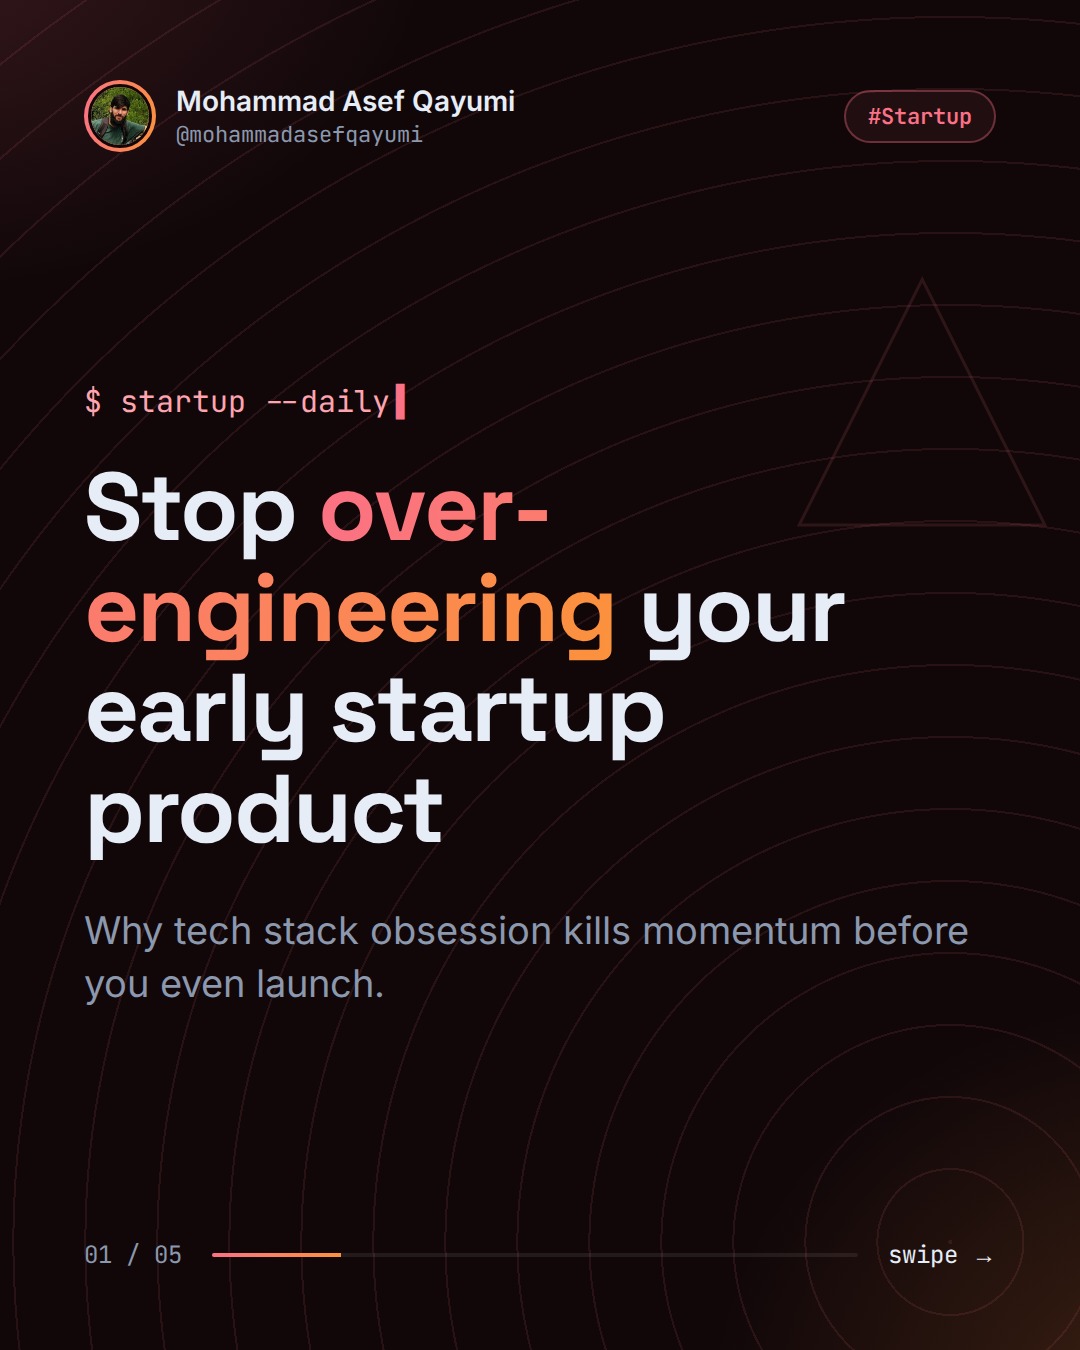 Mohammad Asef Qayumi
@mohammadasefqayumi
#Startup
$ startup --daily
Stop over-
engineering your
early startup
product
Why tech stack obsession kills momentum before
you even launch.
01 / 05
swipe →